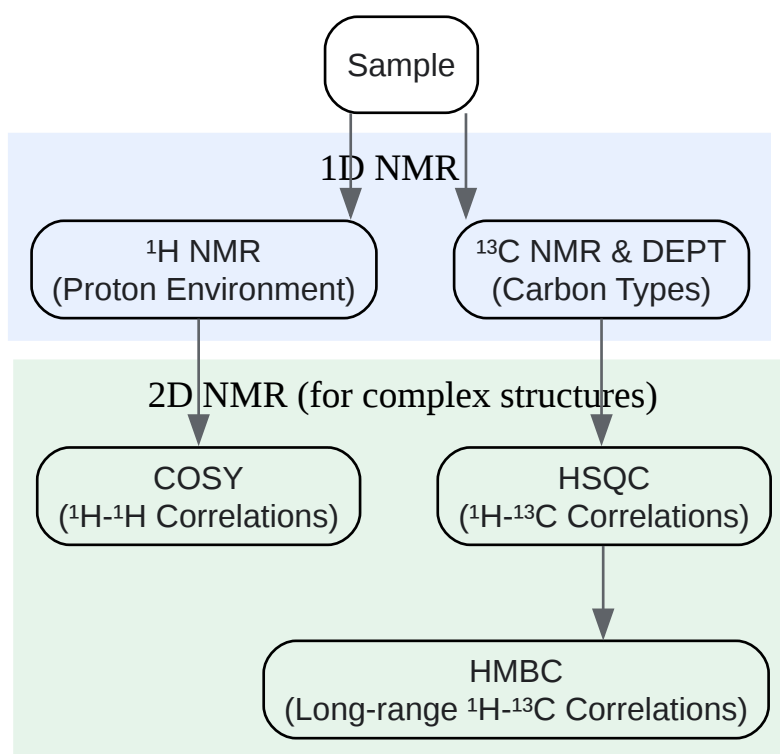 Sample
1D NMR
¹H NMR
(Proton Environment)
¹³C NMR & DEPT
(Carbon Types)
2D NMR (for complex structures)
COSY
(¹H-¹H Correlations)
HSQC
(¹H-¹³C Correlations)
HMBC
(Long-range ¹H-¹³C Correlations)